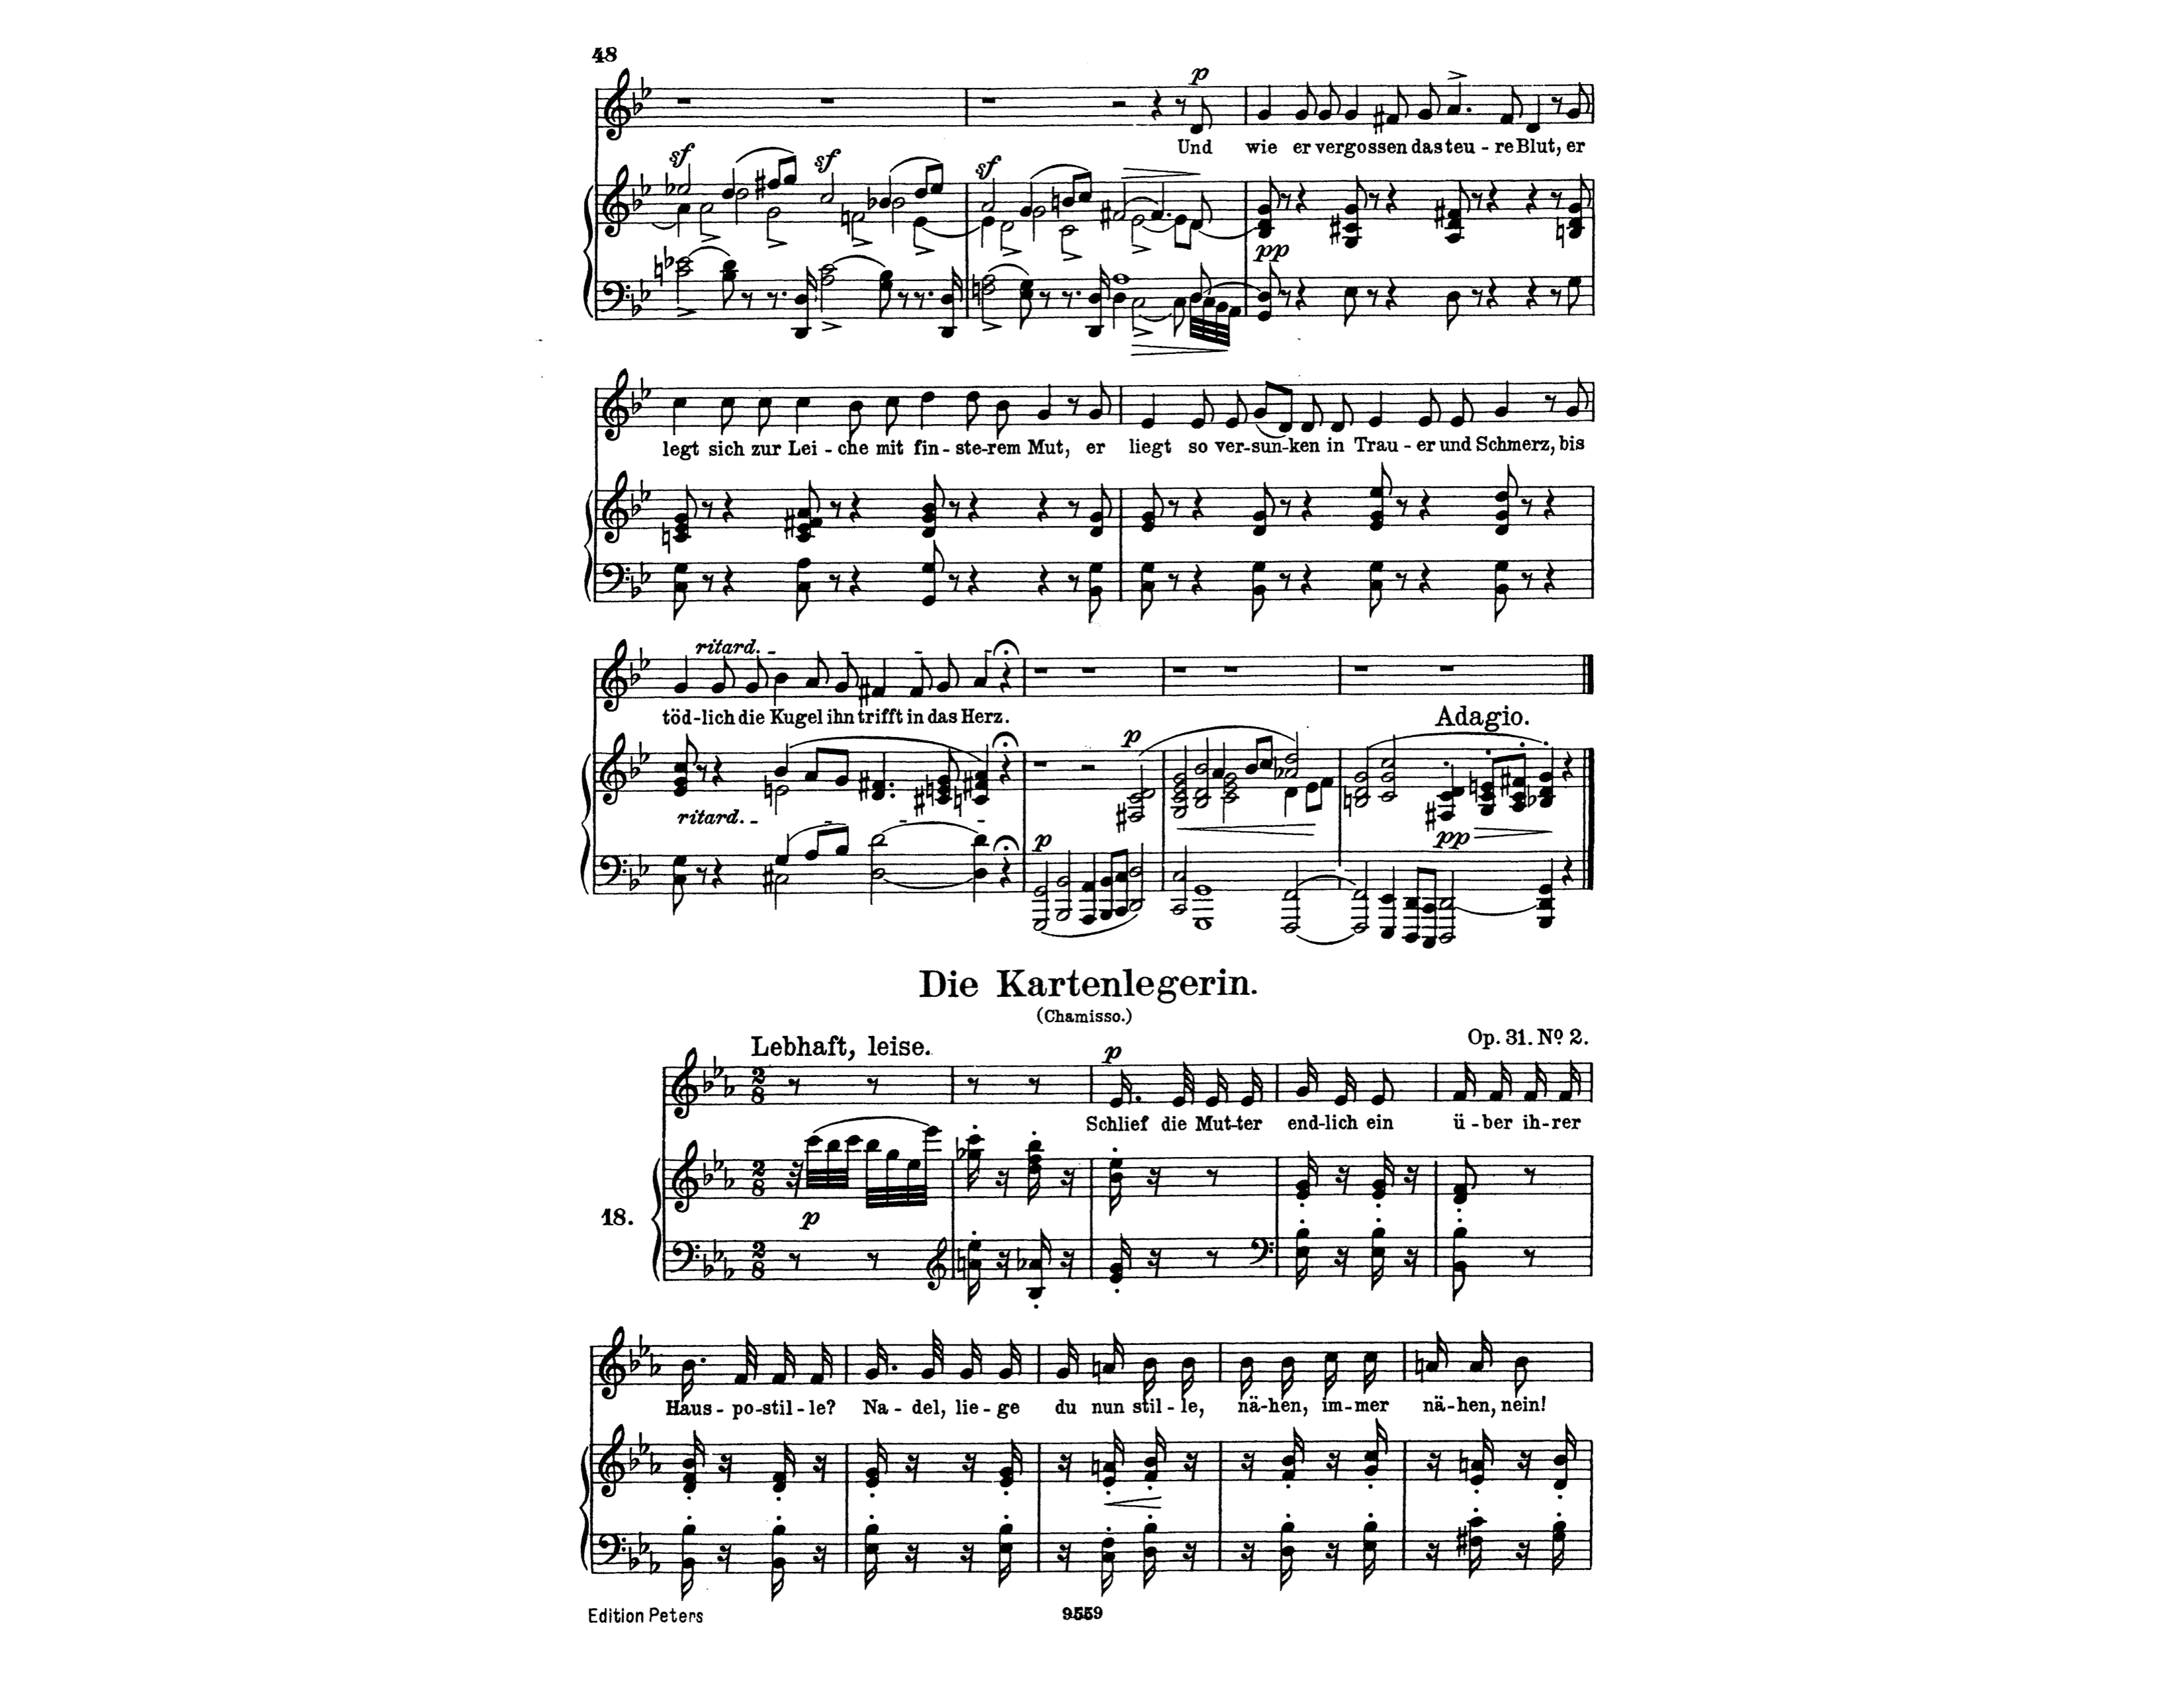 48
p
Und wie er vergossen das teu - re Blut, er
sf sf sf
pp
legt sich zur Lei - che mit fin - ste-rem Mut, er liegt so ver-sun-ken in Trau - er und Schmerz, bis
ritard. -
töd-lich die Kugel ihn trifft in das Herz.
Adagio.
p
ritard. -
pp
p
Die Kartenlegerin.
(Chamisso.)
Op. 31. No 2.
Lebhaft, leise.
p
Schlief die Mut-ter end-lich ein ü - ber ih-rer
18.
p
Haus - po-stil - le? Na - del, lie - ge du nun stil - le, nä-hen, im-mer nä-hen, nein!
Edition Peters
9559